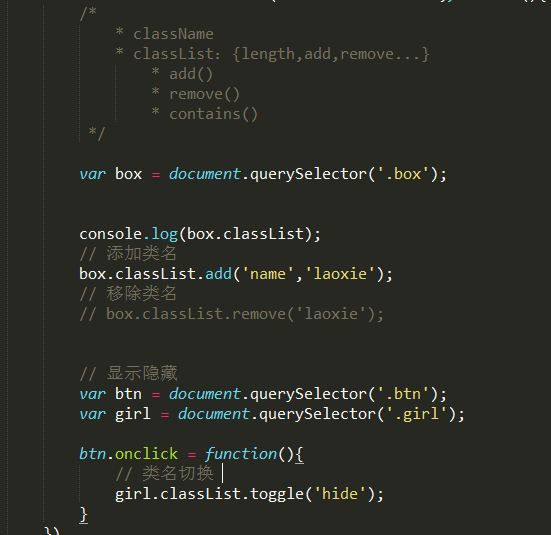 /*
* className
* classList：{length,add,remove...}
* add()
* remove()
* contains()
*/
var box = document.querySelector('.box');
console.log(box.classList);
// 添加类名
box.classList.add('name','laoxie');
// 移除类名
// box.classList.remove('laoxie');
// 显示隐藏
var btn = document.querySelector('.btn');
var girl = document.querySelector('.girl');
btn.onclick = function(){
// 类名切换
girl.classList.toggle('hide');
}
})